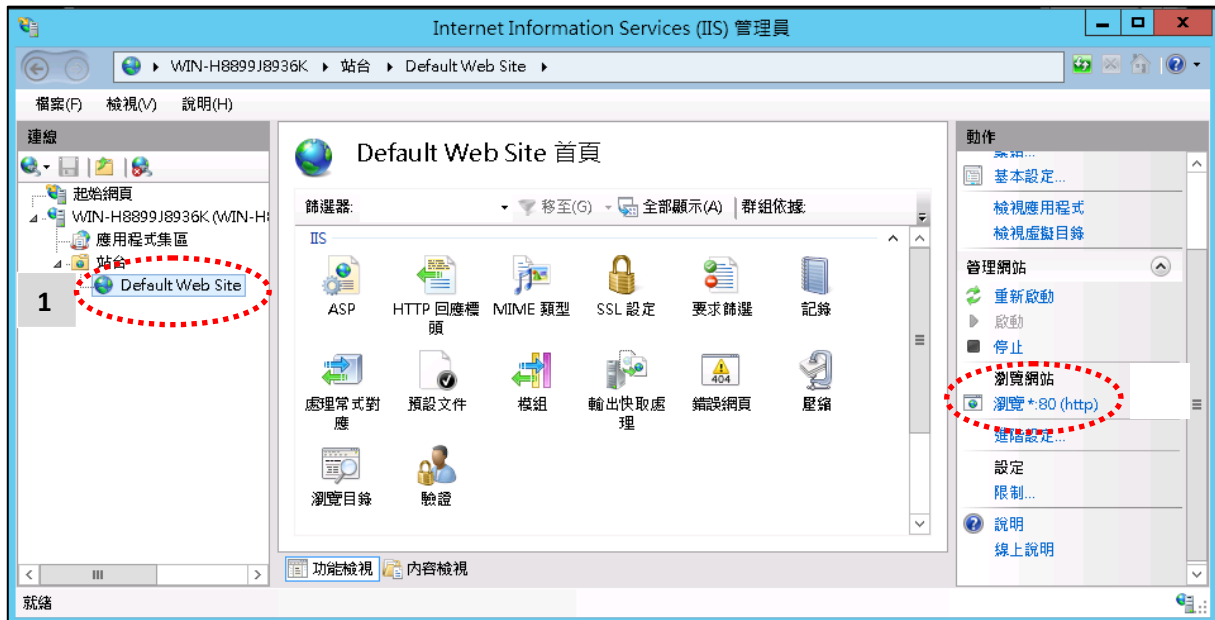 Internet Information Services (IIS) 管理員
WIN-H8899J8936K ▸ 站台 ▸ Default Web Site ▸
檔案(F) 檢視(V) 說明(H)
連線
起始網頁
WIN-H8899J8936K (WIN-H
應用程式集區
站台
Default Web Site
1
Default Web Site 首頁
篩選器: 移至(G) 全部顯示(A) 群組依據:
IIS
ASP
HTTP 回應標頭
MIME 類型
SSL 設定
要求篩選
記錄
處理常式對應
預設文件
模組
輸出快取處理
404
錯誤網頁
壓縮
瀏覽目錄
驗證
功能檢視 內容檢視
動作
基本設定...
檢視應用程式
檢視虛擬目錄
管理網站
重新啟動
啟動
停止
瀏覽網站
瀏覽 *:80 (http)
進階設定...
設定
限制...
說明
線上說明
就緒